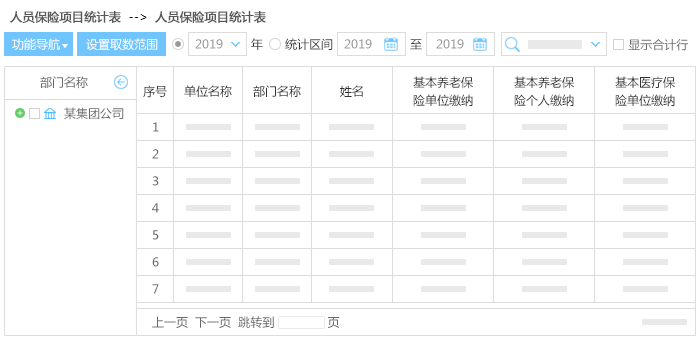 人员保险项目统计表 --> 人员保险项目统计表
功能导航 设置取数范围 2019 年 统计区间 2019 至 2019 显示合计行
部门名称
某集团公司
序号 单位名称 部门名称 姓名 基本养老保险单位缴纳 基本养老保险个人缴纳 基本医疗保险单位缴纳
1
2
3
4
5
6
7
上一页 下一页 跳转到 页